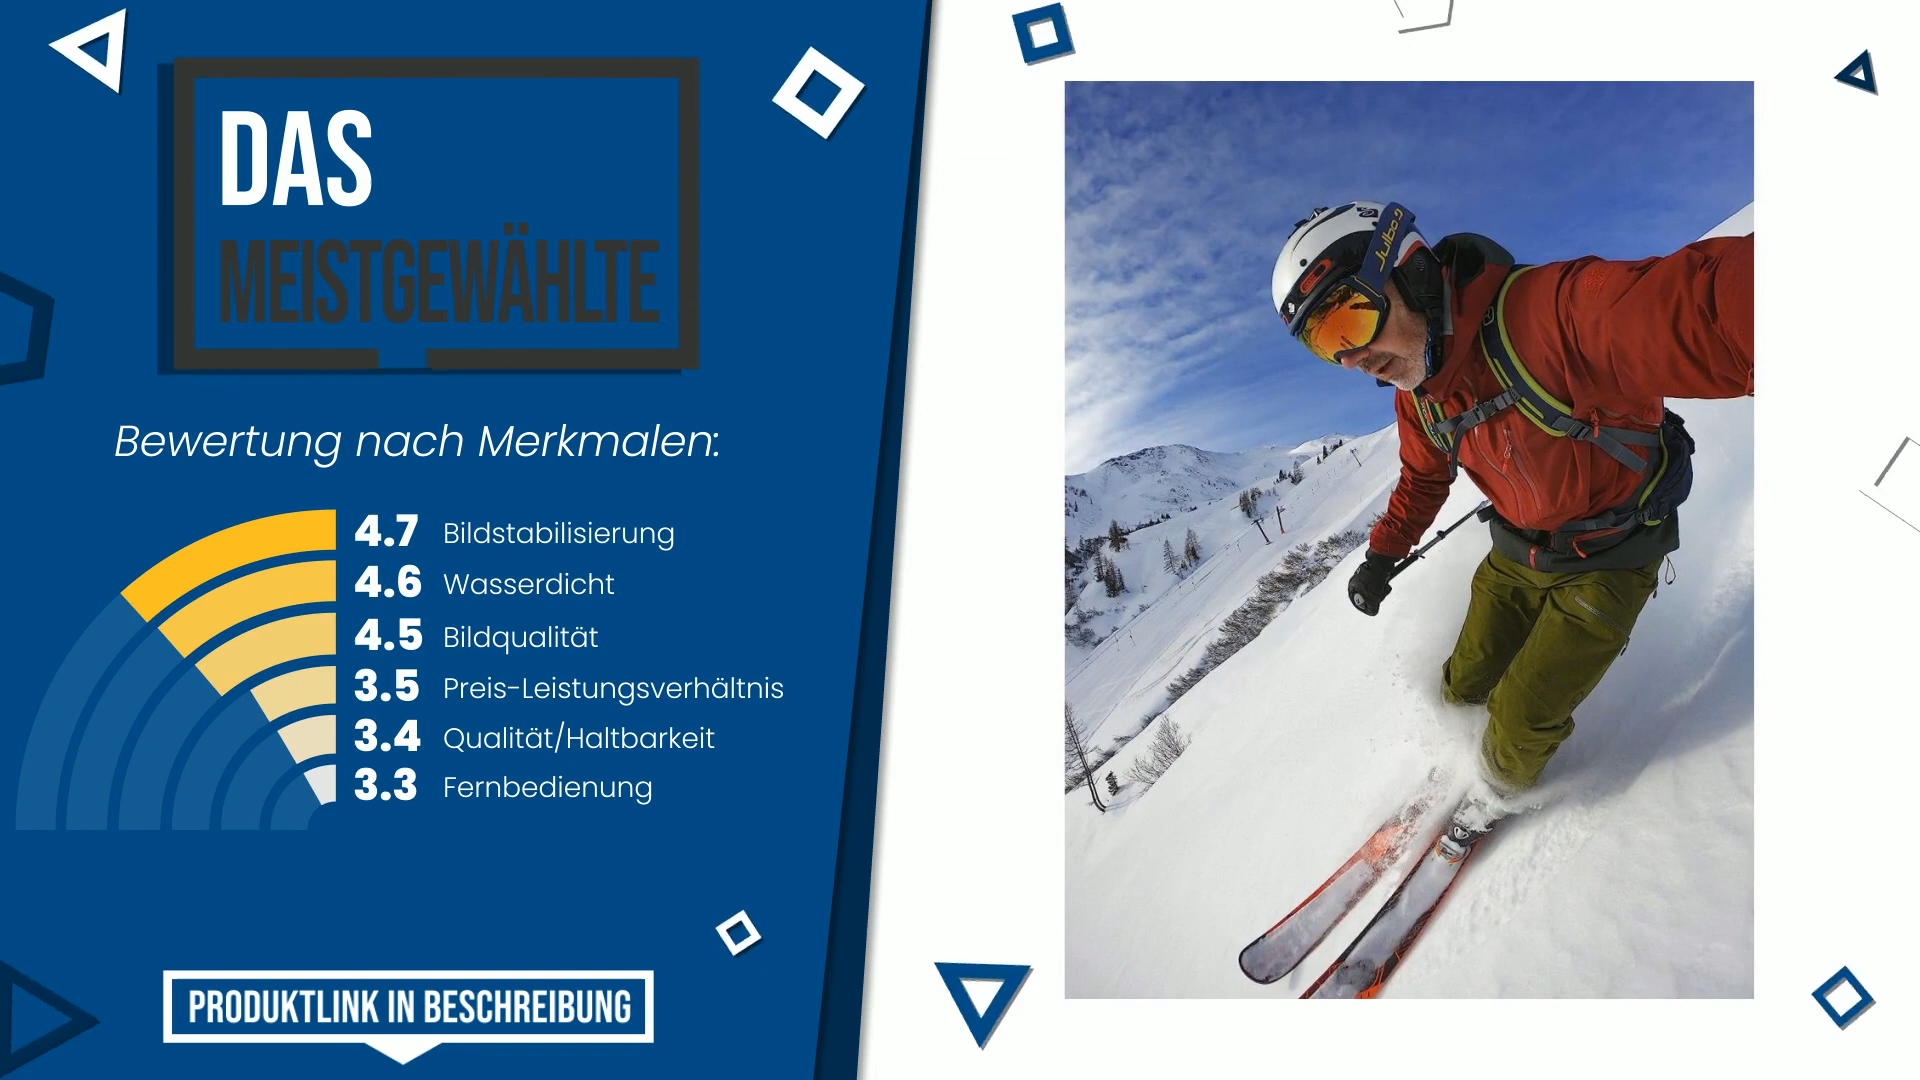 DAS
MEISTGEWÄHLTE
Bewertung nach Merkmalen:
4.7 Bildstabilisierung
4.6 Wasserdicht
4.5 Bildqualität
3.5 Preis-Leistungsverhältnis
3.4 Qualität/Haltbarkeit
3.3 Fernbedienung
PRODUKTLINK IN BESCHREIBUNG
Julbo